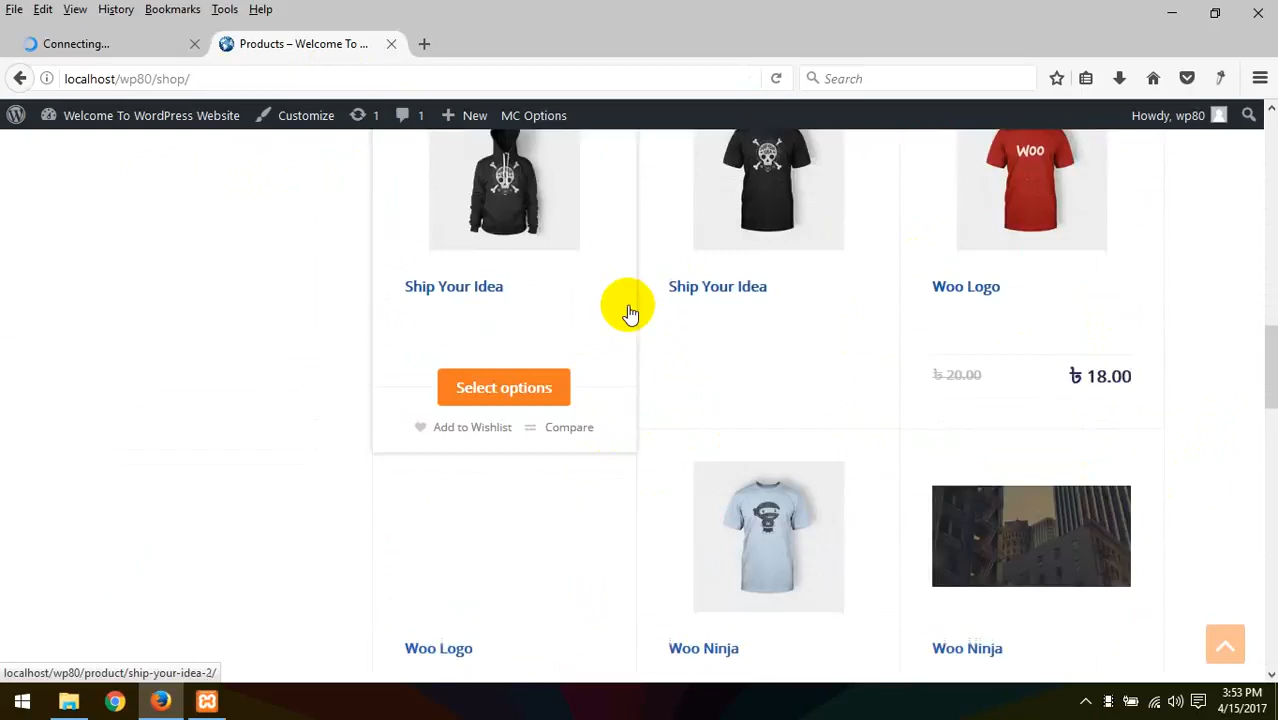 File Edit View History Bookmarks Tools Help
Connecting...
Products – Welcome To ...
localhost/wp80/shop/
Search
Welcome To WordPress Website
Customize
1
1
New
MC Options
Howdy, wp80
WOO
Ship Your Idea
Ship Your Idea
Woo Logo
Select options
৳ 20.00
৳ 18.00
Add to Wishlist
Compare
Woo Logo
Woo Ninja
Woo Ninja
localhost/wp80/product/ship-your-idea-2/
3:53 PM
4/15/2017